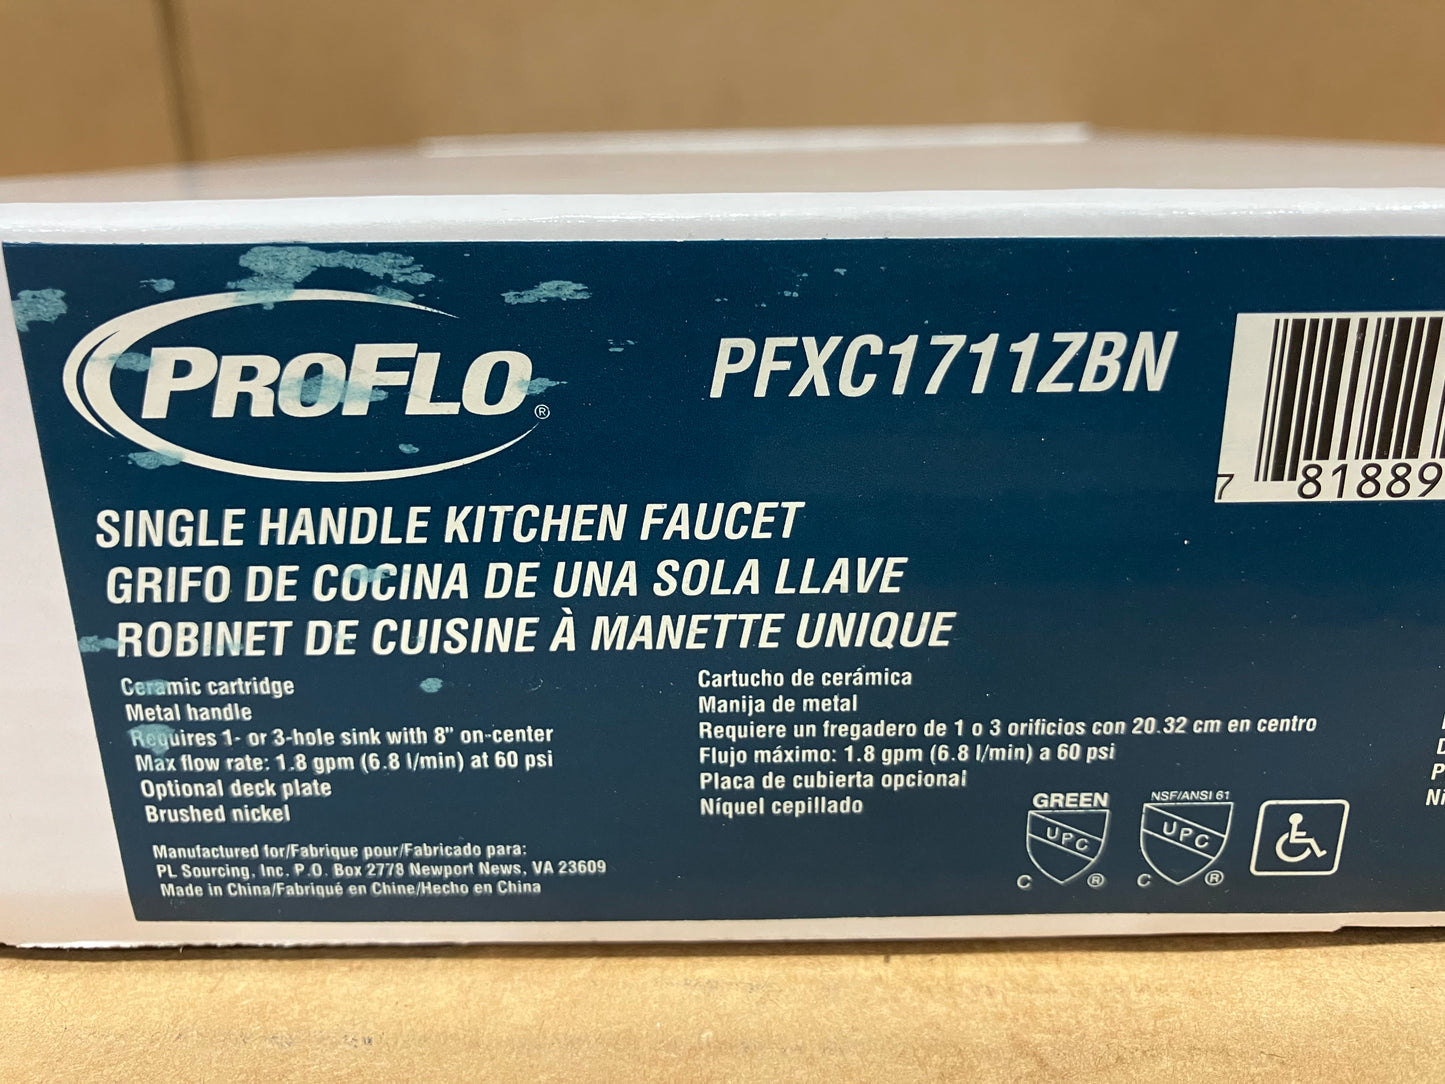 PROFLO®
PFXC1711ZBN
7 81889
SINGLE HANDLE KITCHEN FAUCET
GRIFO DE COCINA DE UNA SOLA LLAVE
ROBINET DE CUISINE À MANETTE UNIQUE
Ceramic cartridge
Metal handle
Requires 1- or 3-hole sink with 8" on-center
Max flow rate: 1.8 gpm (6.8 l/min) at 60 psi
Optional deck plate
Brushed nickel
Cartucho de cerámica
Manija de metal
Requiere un fregadero de 1 o 3 orificios con 20.32 cm en centro
Flujo máximo: 1.8 gpm (6.8 l/min) a 60 psi
Placa de cubierta opcional
Níquel cepillado
Manufactured for/Fabrique pour/Fabricado para:
PL Sourcing, Inc. P.O. Box 2778 Newport News, VA 23609
Made in China/Fabriqué en Chine/Hecho en China
GREEN
UPC
C ®
NSF/ANSI 61
UPC
C ®